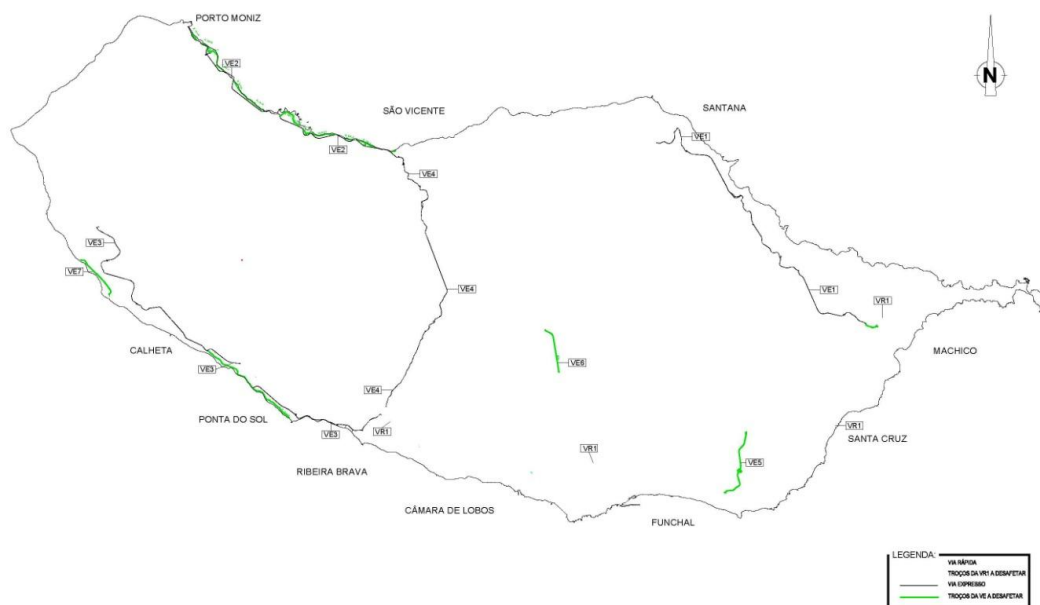 PORTO MONIZ
VE2
N
SÃO VICENTE
SANTANA
VE1
VE2
VE4
VE3
VE7
VE4
VE1
VR1
CALHETA
MACHICO
VE3
VE6
VE4
PONTA DO SOL
VE3
VR1
VR1
SANTA CRUZ
RIBEIRA BRAVA
VR1
VE5
CÂMARA DE LOBOS
FUNCHAL
LEGENDA:
VIA RÁPIDA
TROÇOS DA VR1 A DESAFETAR
VIA EXPRESSO
TROÇOS DA VE A DESAFETAR